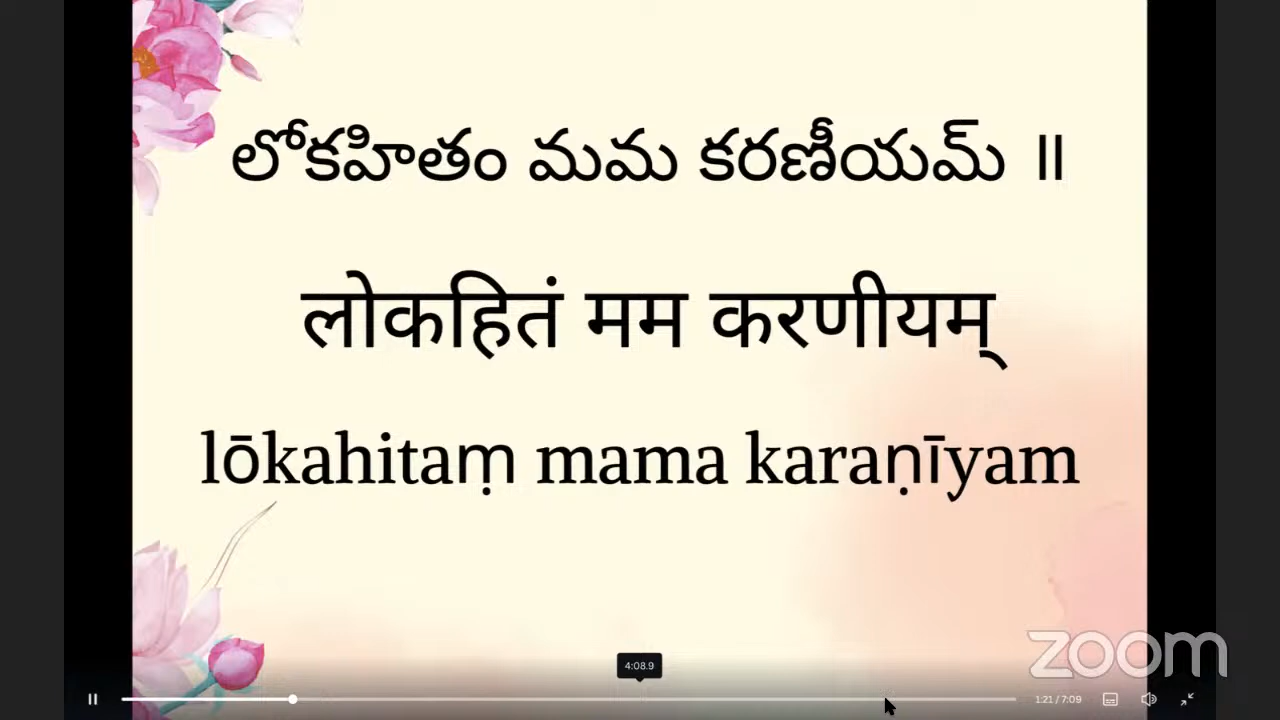 లోకహితం మమ కరణీయమ్ ॥
लोकहितं मम करणीयम्
lōkahitaṃ mama karaṇīyam
zoom
4:08.9
1:21 / 7:09